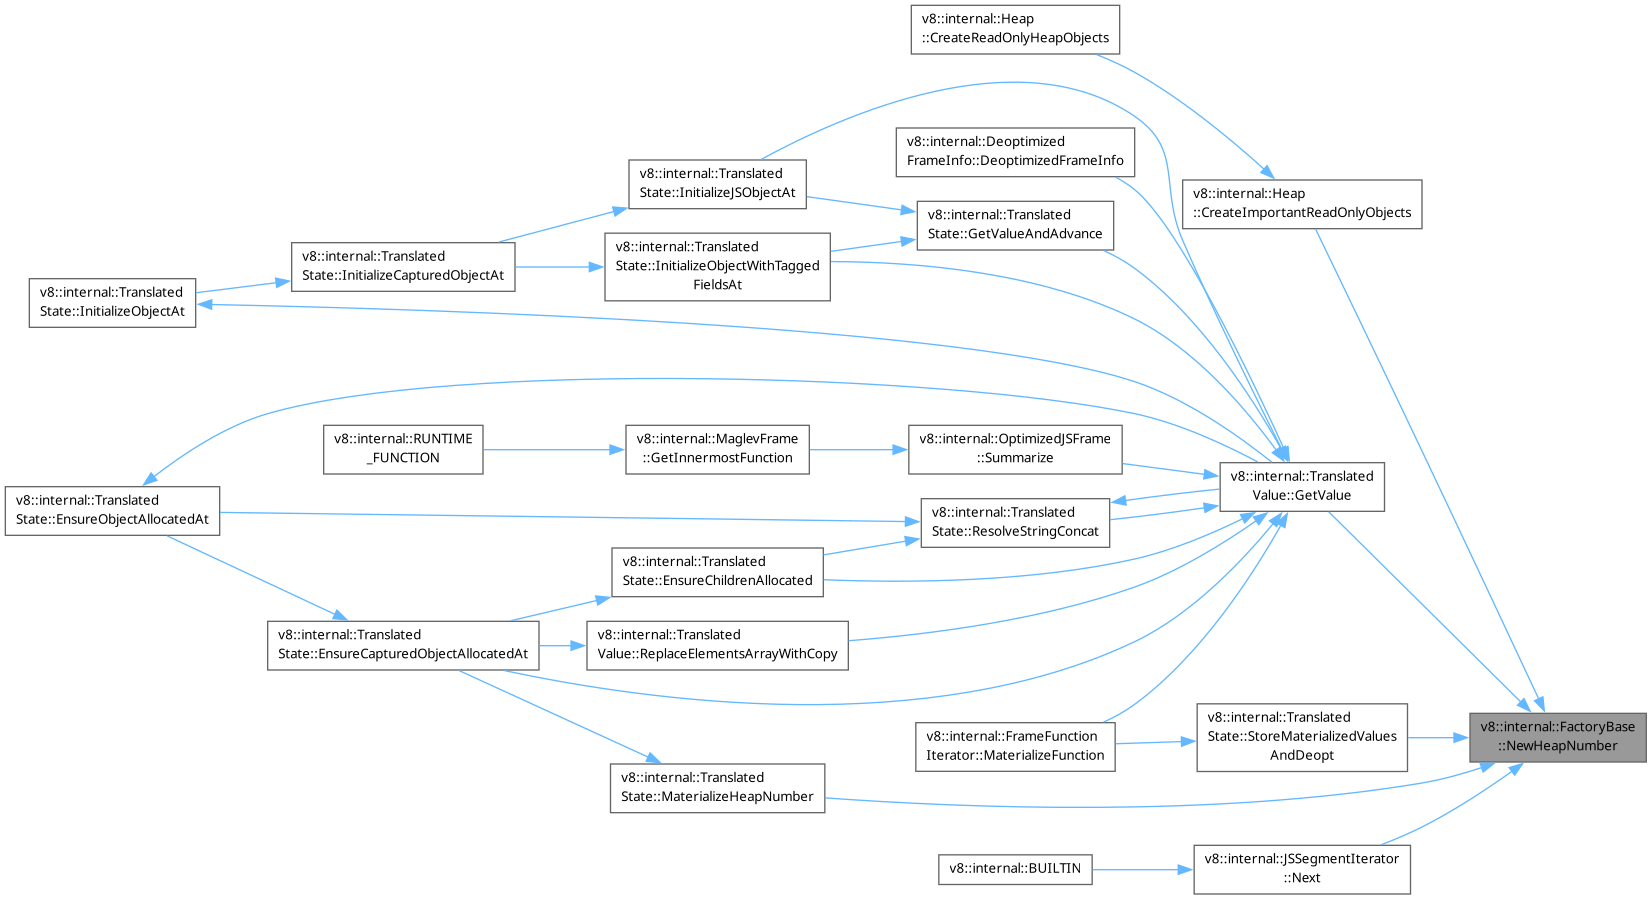 v8::internal::Heap
::CreateReadOnlyHeapObjects
v8::internal::Deoptimized
FrameInfo::DeoptimizedFrameInfo
v8::internal::Translated
State::InitializeJSObjectAt
v8::internal::Heap
::CreateImportantReadOnlyObjects
v8::internal::Translated
State::GetValueAndAdvance
v8::internal::Translated
State::InitializeObjectWithTagged
FieldsAt
v8::internal::Translated
State::InitializeCapturedObjectAt
v8::internal::Translated
State::InitializeObjectAt
v8::internal::RUNTIME
_FUNCTION
v8::internal::MaglevFrame
::GetInnermostFunction
v8::internal::OptimizedJSFrame
::Summarize
v8::internal::Translated
Value::GetValue
v8::internal::Translated
State::EnsureObjectAllocatedAt
v8::internal::Translated
State::ResolveStringConcat
v8::internal::Translated
State::EnsureChildrenAllocated
v8::internal::Translated
State::EnsureCapturedObjectAllocatedAt
v8::internal::Translated
Value::ReplaceElementsArrayWithCopy
v8::internal::FrameFunction
Iterator::MaterializeFunction
v8::internal::Translated
State::StoreMaterializedValues
AndDeopt
v8::internal::FactoryBase
::NewHeapNumber
v8::internal::Translated
State::MaterializeHeapNumber
v8::internal::BUILTIN
v8::internal::JSSegmentIterator
::Next